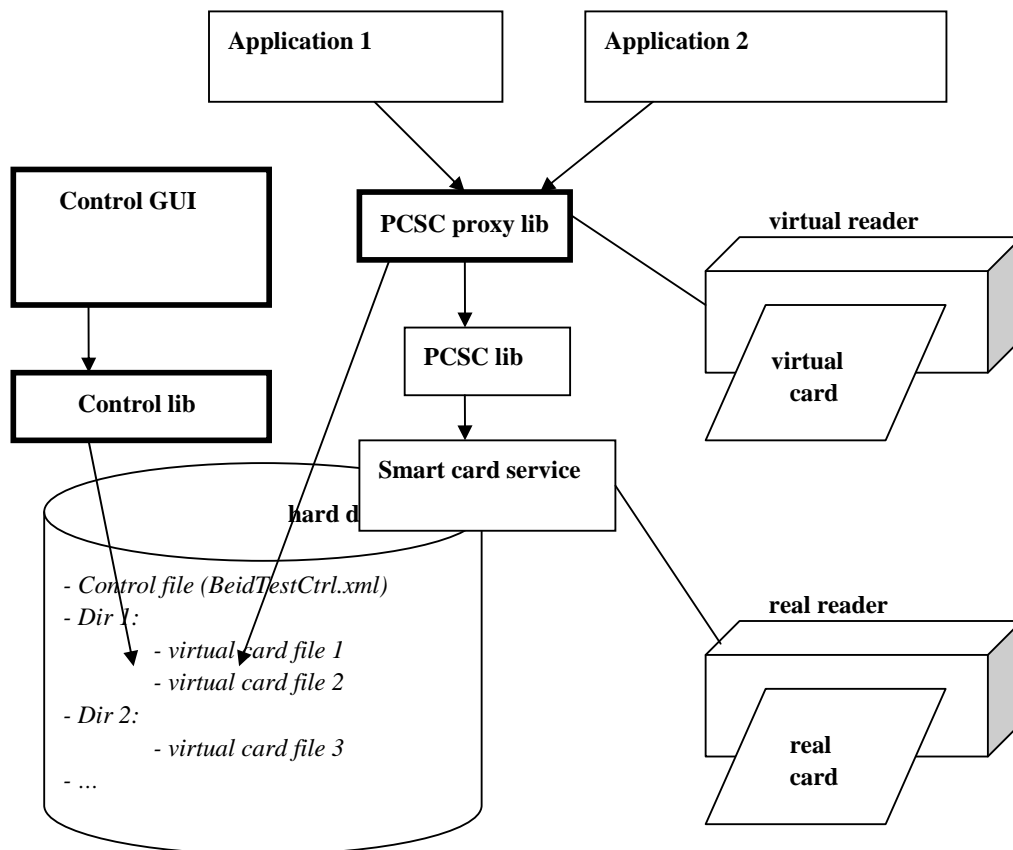 Application 1
Application 2
Control GUI
PCSC proxy lib
virtual reader
PCSC lib
virtual
card
Control lib
Smart card service
hard
- Control file (BeidTestCtrl.xml)
- Dir 1:
- virtual card file 1
- virtual card file 2
- Dir 2:
- virtual card file 3
- ...
real reader
real
card